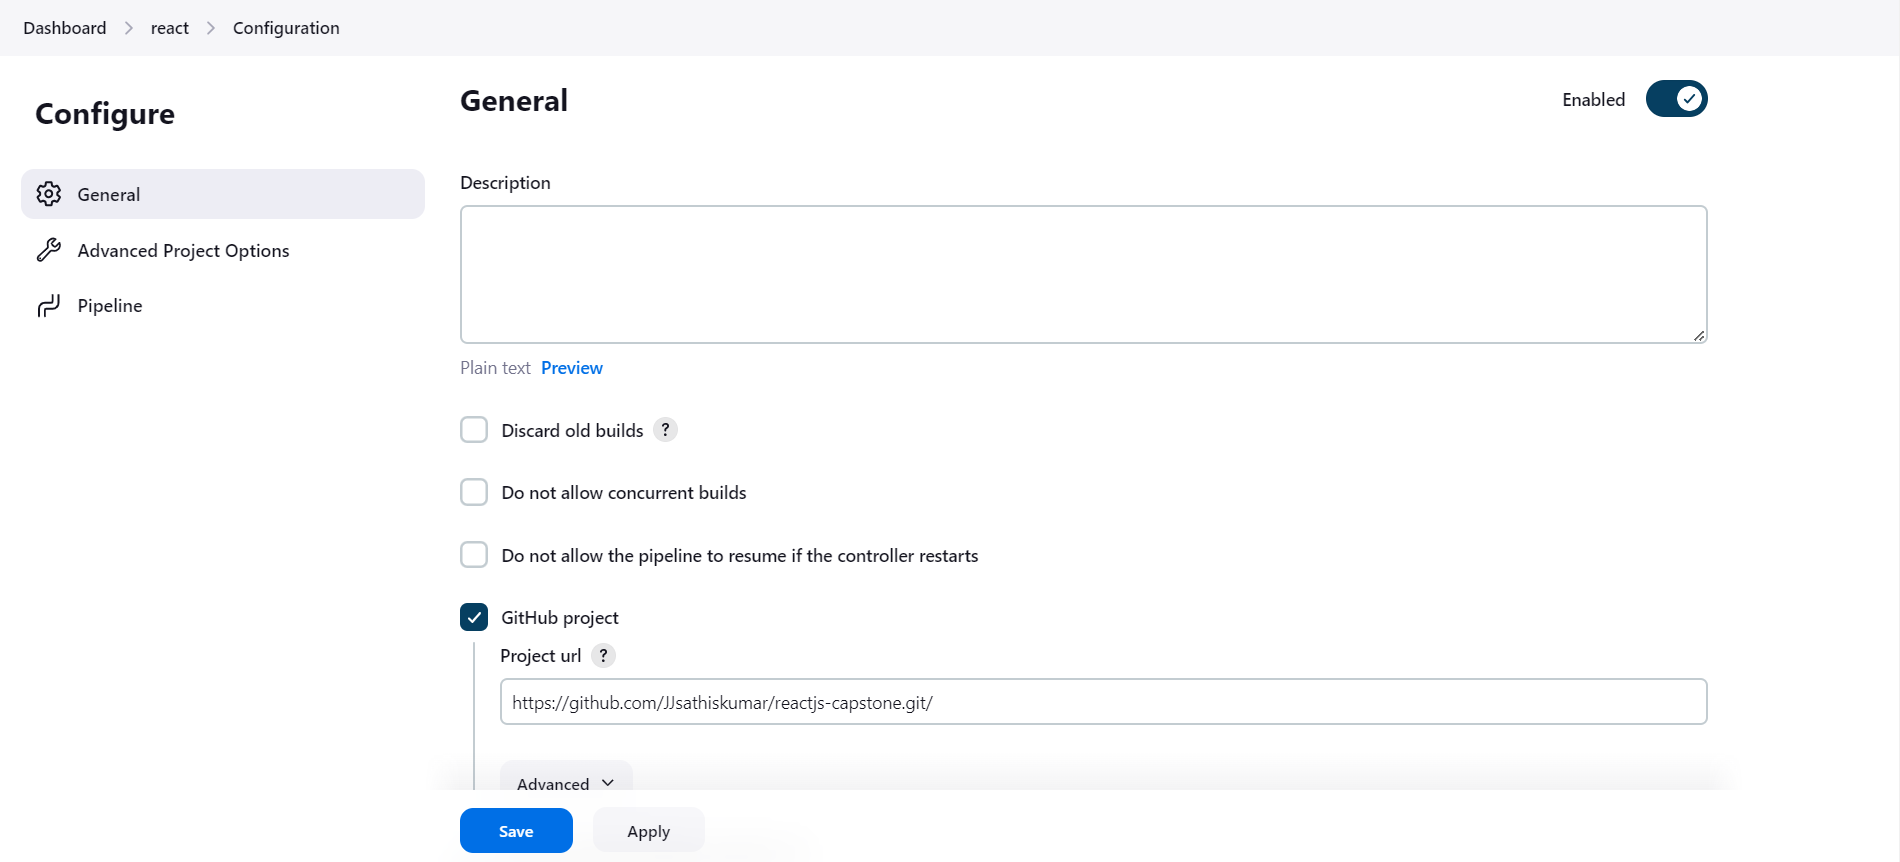 Dashboard
react
Configuration
Configure
General
Advanced Project Options
Pipeline
General
Enabled
Description
Plain text Preview
Discard old builds ?
Do not allow concurrent builds
Do not allow the pipeline to resume if the controller restarts
GitHub project
Project url ?
https://github.com/JJsathiskumar/reactjs-capstone.git/
Advanced
Save
Apply